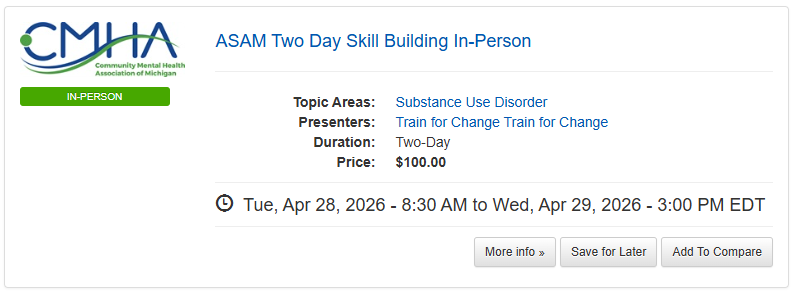 CMHA
Community Mental Health
Association of Michigan
IN-PERSON
ASAM Two Day Skill Building In-Person
Topic Areas: Substance Use Disorder
Presenters: Train for Change Train for Change
Duration: Two-Day
Price: $100.00
Tue, Apr 28, 2026 - 8:30 AM to Wed, Apr 29, 2026 - 3:00 PM EDT
More info » Save for Later Add To Compare